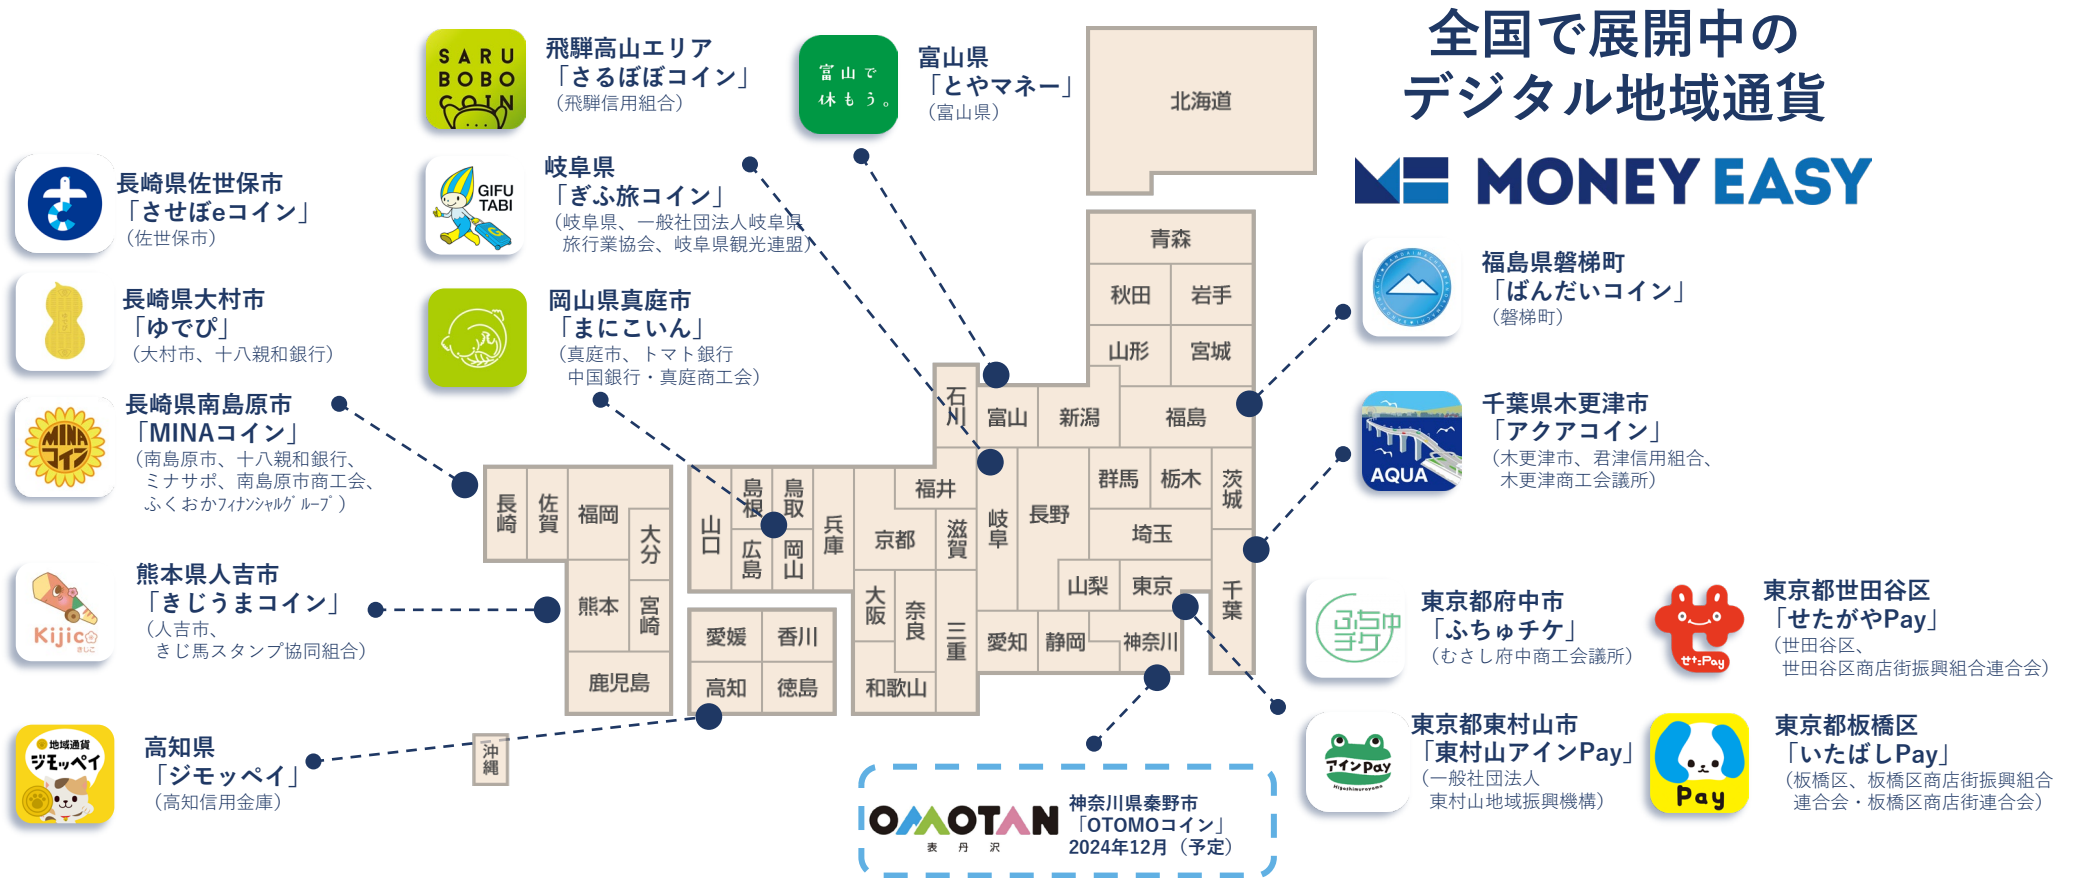 全国で展開中の
デジタル地域通貨
MONEY EASY
SARU
BOBO
COIN
飛騨高山エリア
「さるぼぼコイン」
（飛騨信用組合）
富山で
休もう。
富山県
「とやマネー」
（富山県）
長崎県佐世保市
「させぼeコイン」
（佐世保市）
GIFU
TABI
岐阜県
「ぎふ旅コイン」
（岐阜県、一般社団法人岐阜県
旅行業協会、岐阜県観光連盟）
長崎県大村市
「ゆでぴ」
（大村市、十八親和銀行）
岡山県真庭市
「まにこいん」
（真庭市、トマト銀行
中国銀行・真庭商工会）
MINA
コイン
長崎県南島原市
「MINAコイン」
（南島原市、十八親和銀行、
ミナサポ、南島原市商工会、
ふくおかﾌｨﾅﾝｼｬﾙｸﾞﾙｰﾌﾟ）
Kijico
きじこ
熊本県人吉市
「きじうまコイン」
（人吉市、
きじ馬スタンプ協同組合）
地域通貨
ジモッペイ
高知県
「ジモッペイ」
（高知信用金庫）
北海道
青森
秋田
岩手
山形
宮城
石川
富山
新潟
福島
群馬
栃木
茨城
福井
岐阜
長野
埼玉
山梨
東京
千葉
愛知
静岡
神奈川
滋賀
京都
兵庫
大阪
奈良
三重
和歌山
島根
鳥取
山口
広島
岡山
愛媛
香川
高知
徳島
長崎
佐賀
福岡
大分
熊本
宮崎
鹿児島
沖縄
福島県磐梯町
「ばんだいコイン」
（磐梯町）
AQUA
千葉県木更津市
「アクアコイン」
（木更津市、君津信用組合、
木更津商工会議所）
ふちゅ
チケ
東京都府中市
「ふちゅチケ」
（むさし府中商工会議所）
せたPay
東京都世田谷区
「せたがやPay」
（世田谷区、
世田谷区商店街振興組合連合会）
アインPay
Higashimurayama
東京都東村山市
「東村山アインPay」
（一般社団法人
東村山地域振興機構）
Pay
東京都板橋区
「いたばしPay」
（板橋区、板橋区商店街振興組合
連合会・板橋区商店街連合会）
OMOTAN
表丹沢
神奈川県秦野市
「OTOMOコイン」
2024年12月（予定）